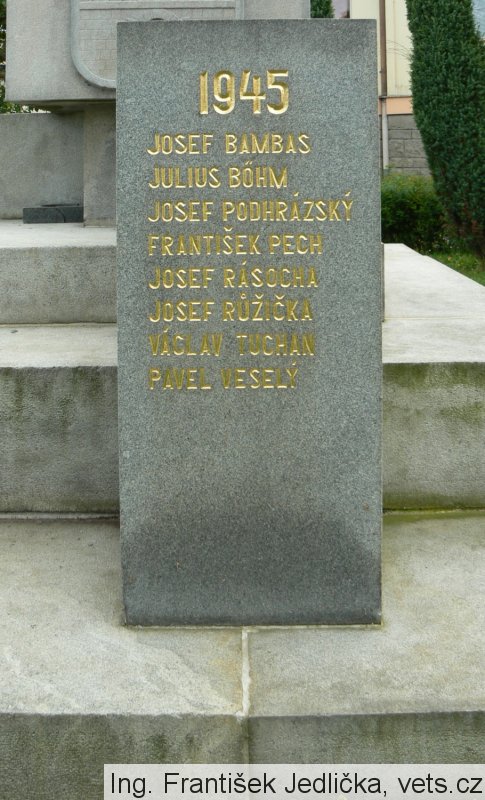 1945
JOSEF BAMBAS
JULIUS BŐHM
JOSEF PODHRÁZSKÝ
FRANTIŠEK PECH
JOSEF RÁSOCHA
JOSEF RŮŽIČKA
VÁCLAV TUCHAN
PAVEL VESELÝ
Ing. František Jedlička, vets.cz